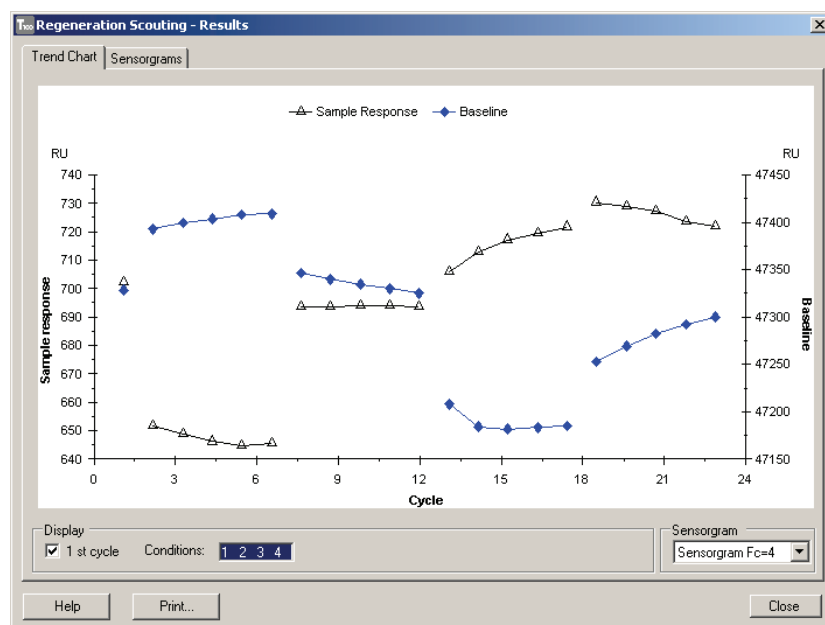 T100 Regeneration Scouting - Results
Trend Chart Sensorgrams
Sample Response Baseline
RU RU
740 47450
730
720 47400
710 47350
700
690 47300
680
670 47250
660 47200
650
640 47150
Sample response
Baseline
0 3 6 9 12 15 18 21 24
Cycle
Display
1 st cycle Conditions: 1 2 3 4
Sensorgram
Sensorgram Fc=4
Help Print... Close